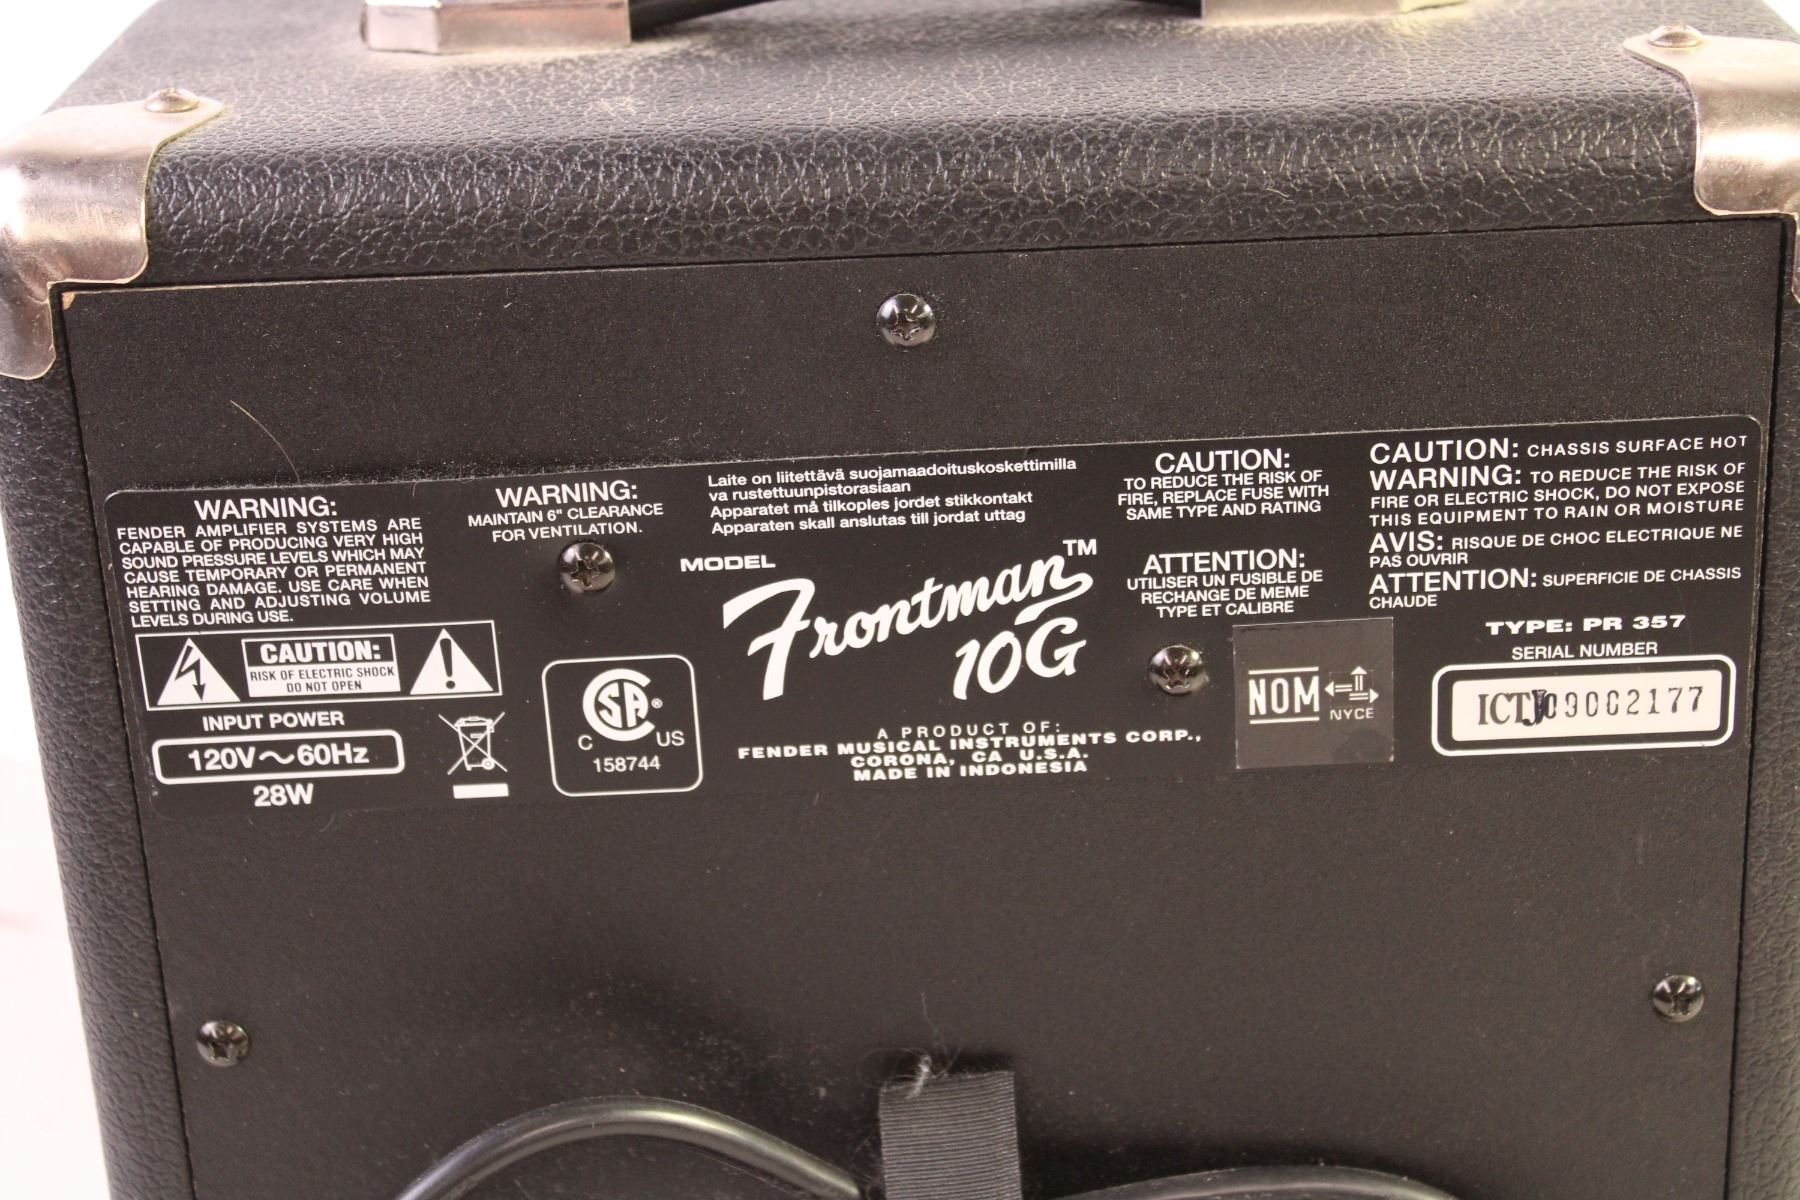 WARNING:
FENDER AMPLIFIER SYSTEMS ARE
CAPABLE OF PRODUCING VERY HIGH
SOUND PRESSURE LEVELS WHICH MAY
CAUSE TEMPORARY OR PERMANENT
HEARING DAMAGE. USE CARE WHEN
SETTING AND ADJUSTING VOLUME
LEVELS DURING USE.
CAUTION:
RISK OF ELECTRIC SHOCK
DO NOT OPEN
INPUT POWER
120V~60Hz
28W
WARNING:
MAINTAIN 6" CLEARANCE
FOR VENTILATION.
C SA ® US
158744
Laite on liitettävä suojamaadoituskoskettimilla
va rustettuunpistorasiaan
Apparatet må tilkoples jordet stikkontakt
Apparaten skall anslutas till jordat uttag
MODEL
Frontman™
10G
A PRODUCT OF:
FENDER MUSICAL INSTRUMENTS CORP.,
CORONA, CA U.S.A.
MADE IN INDONESIA
CAUTION:
TO REDUCE THE RISK OF
FIRE, REPLACE FUSE WITH
SAME TYPE AND RATING
ATTENTION:
UTILISER UN FUSIBLE DE
RECHANGE DE MEME
TYPE ET CALIBRE
NOM
NYCE
CAUTION: CHASSIS SURFACE HOT
WARNING: TO REDUCE THE RISK OF
FIRE OR ELECTRIC SHOCK, DO NOT EXPOSE
THIS EQUIPMENT TO RAIN OR MOISTURE
AVIS: RISQUE DE CHOC ELECTRIQUE NE
PAS OUVRIR
ATTENTION: SUPERFICIE DE CHASSIS
CHAUDE
TYPE: PR 357
SERIAL NUMBER